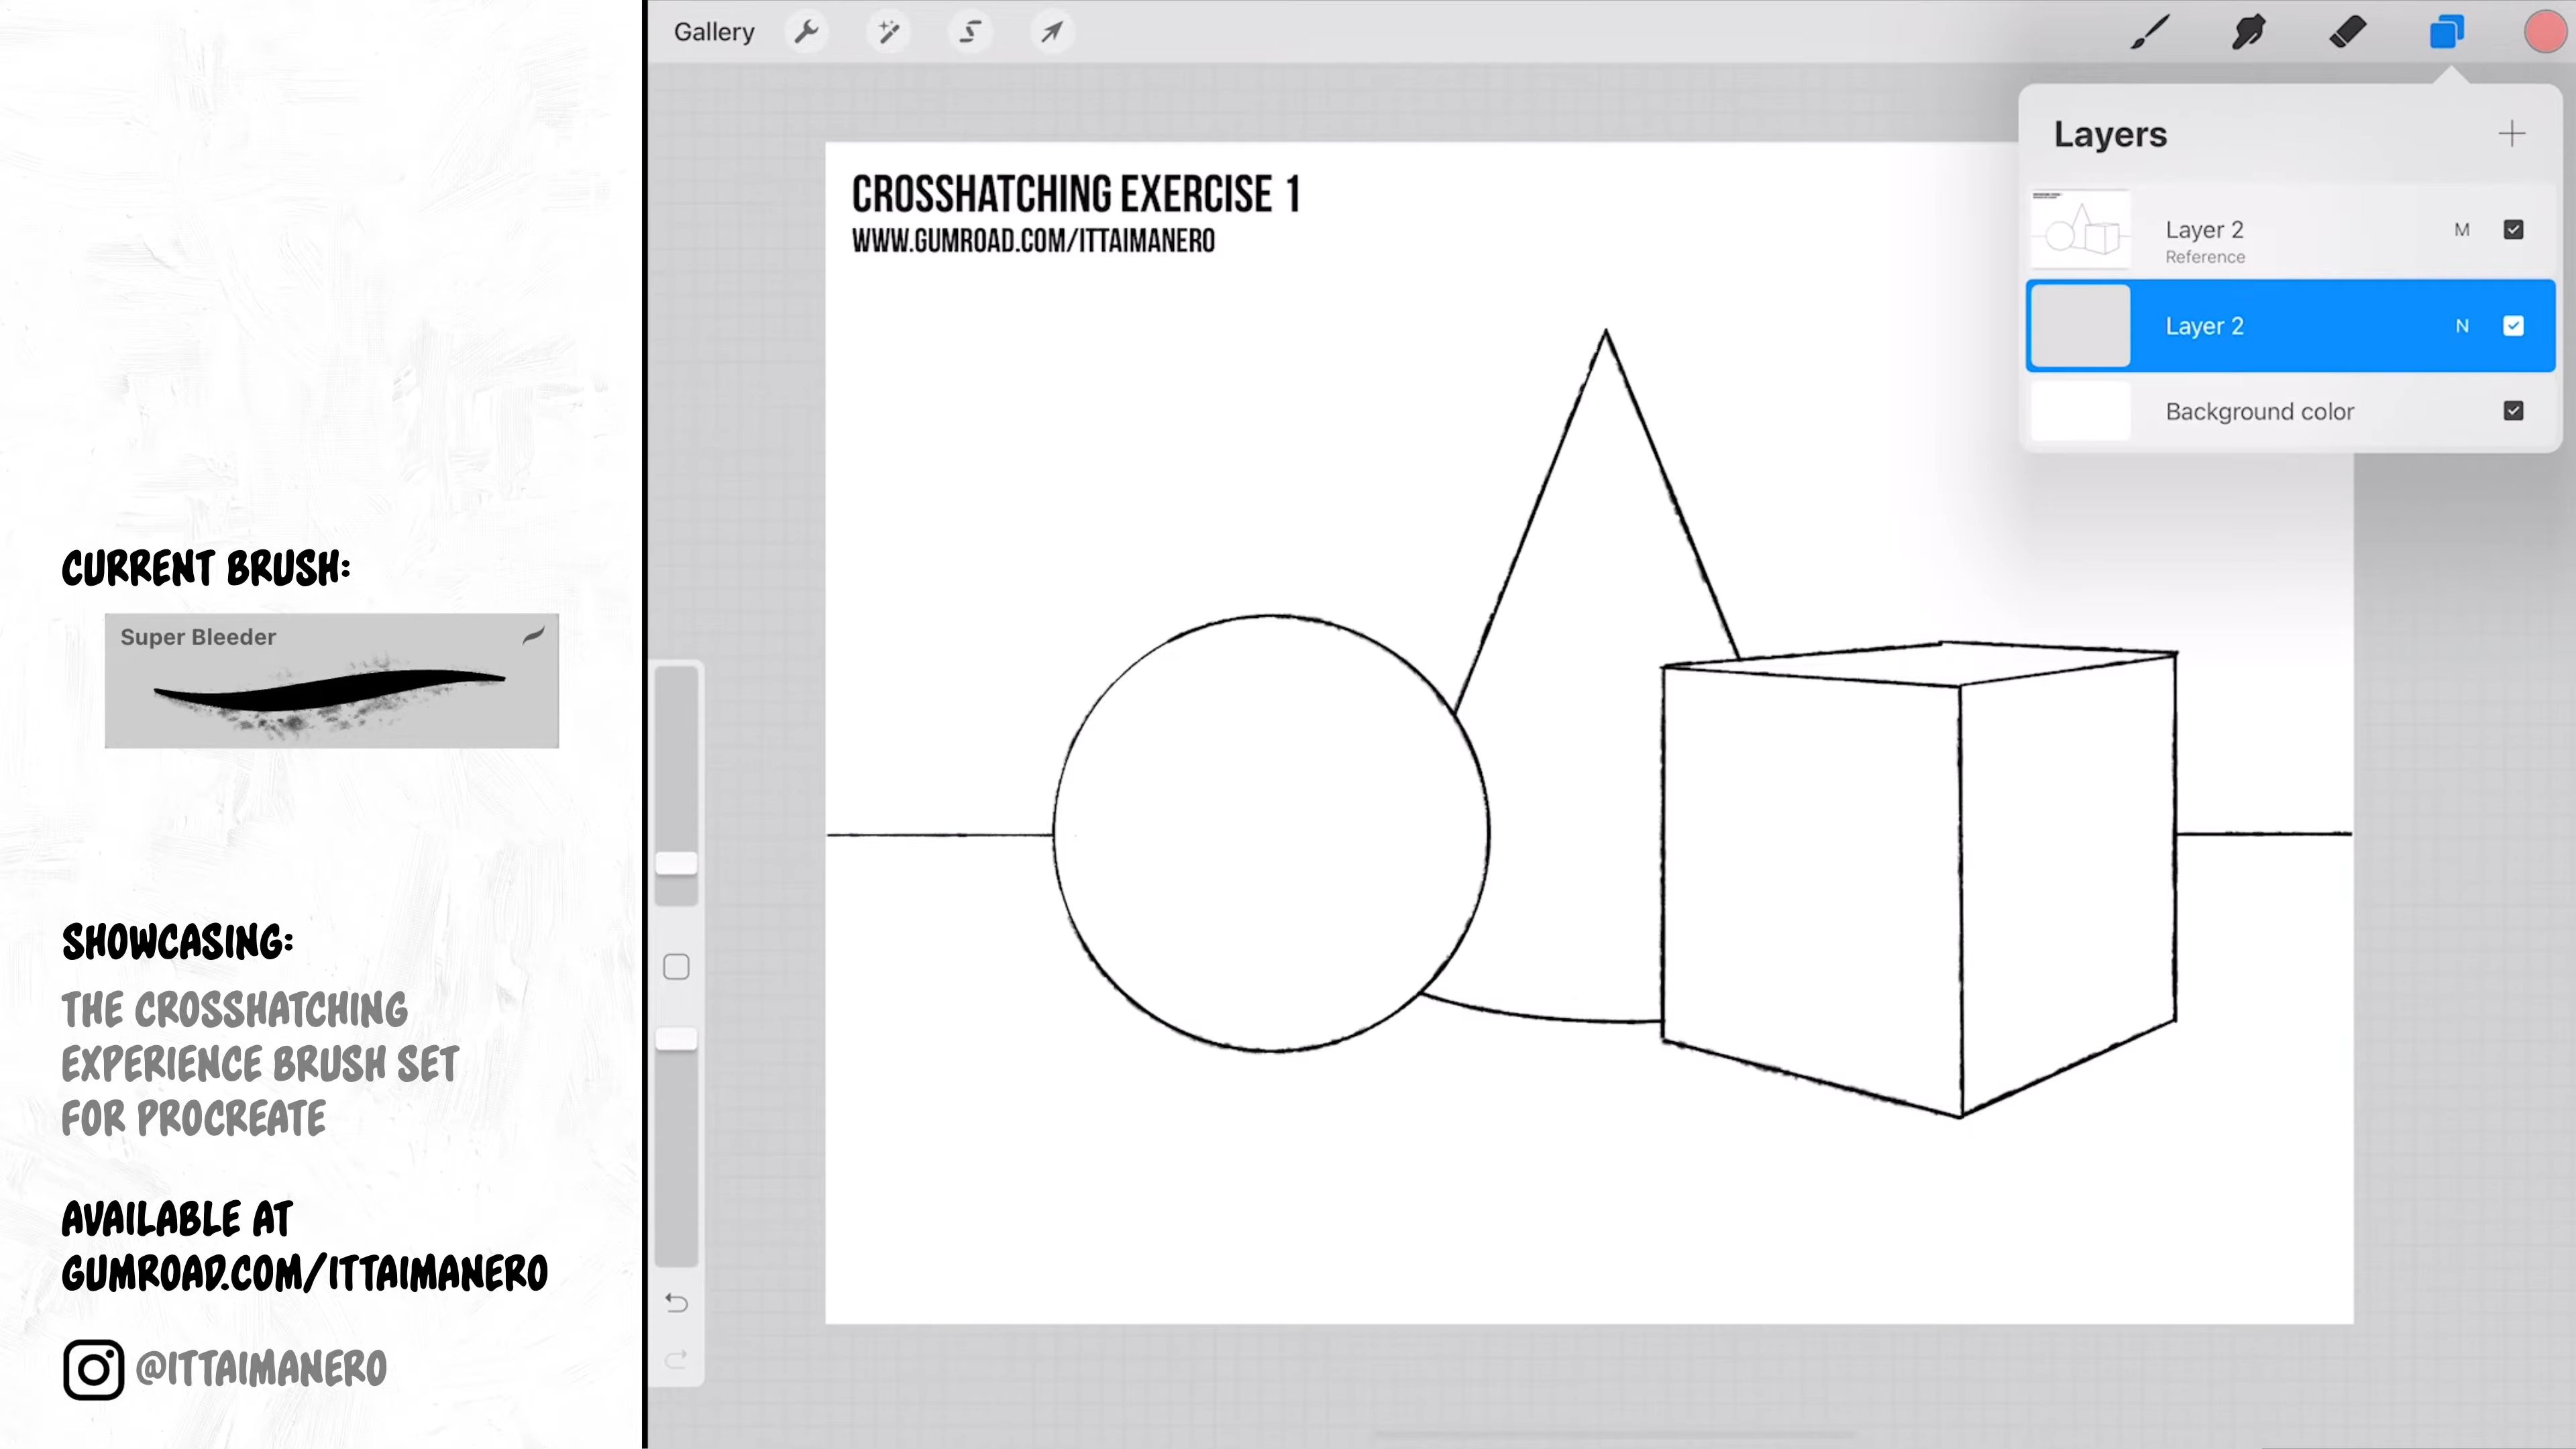 Gallery
CROSSHATCHING EXERCISE 1
WWW.GUMROAD.COM/ITTAIMANERO
Layers
Layer 2
M
Reference
Layer 2
N
Background color
CURRENT BRUSH:
Super Bleeder
SHOWCASING:
THE CROSSHATCHING
EXPERIENCE BRUSH SET
FOR PROCREATE
AVAILABLE AT
GUMROAD.COM/ITTAIMANERO
@ITTAIMANERO